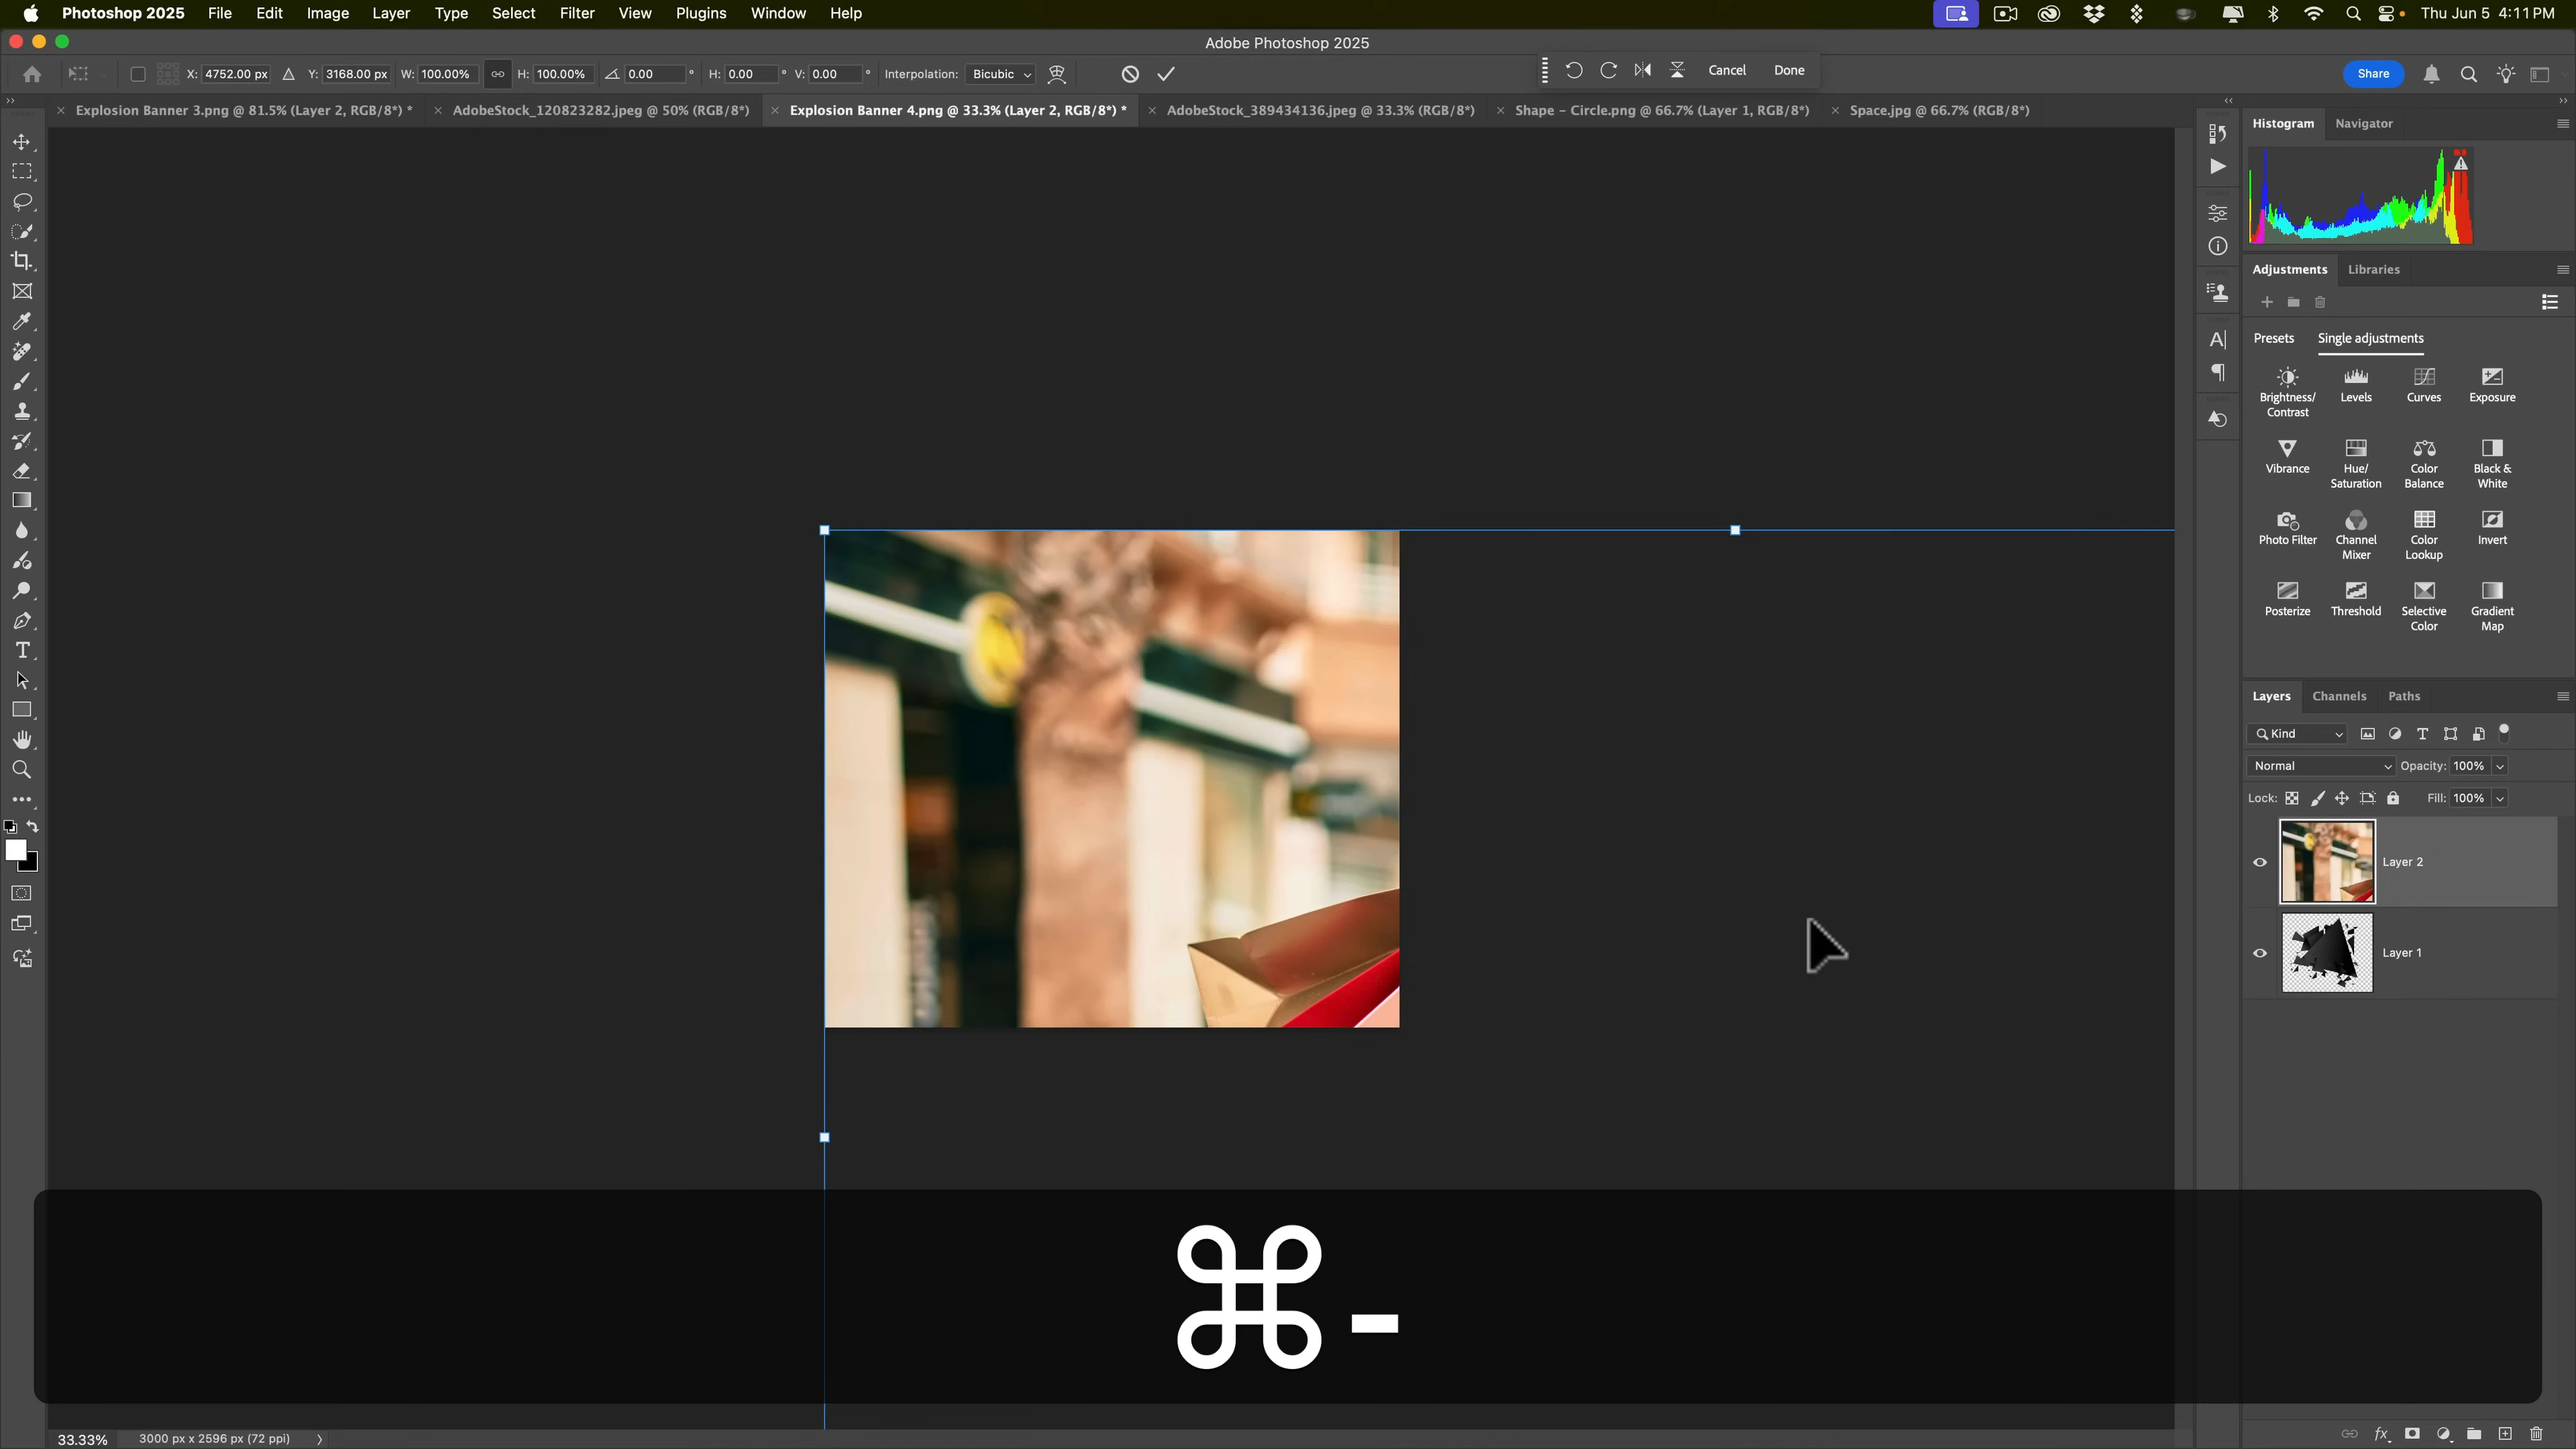 Photoshop 2025 File Edit Image Layer Type Select Filter View Plugins Window Help Thu Jun 5 4:11 PM
Adobe Photoshop 2025
X: 4752.00 px Y: 3168.00 px W: 100.00% H: 100.00% 0.00 ° H: 0.00 ° V: 0.00 ° Interpolation: Bicubic Cancel Done Share
× Explosion Banner 3.png @ 81.5% (Layer 2, RGB/8*) * × AdobeStock_120823282.jpeg @ 50% (RGB/8*) × Explosion Banner 4.png @ 33.3% (Layer 2, RGB/8*) * × AdobeStock_389434136.jpeg @ 33.3% (RGB/8*) × Shape - Circle.png @ 66.7% (Layer 1, RGB/8*) × Space.jpg @ 66.7% (RGB/8*)
Histogram Navigator
Adjustments Libraries
Presets Single adjustments
Brightness/ Contrast Levels Curves Exposure
Vibrance Hue/ Saturation Color Balance Black & White
Photo Filter Channel Mixer Color Lookup Invert
Posterize Threshold Selective Color Gradient Map
Layers Channels Paths
Kind
Normal Opacity: 100%
Lock: Fill: 100%
Layer 2
Layer 1
⌘-
33.33% 3000 px x 2596 px (72 ppi)